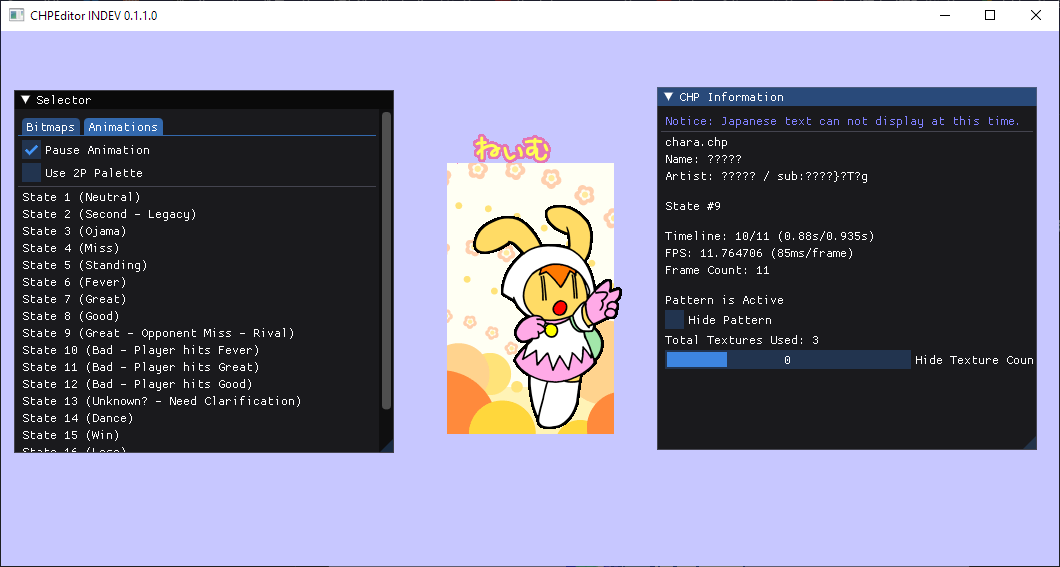 CHPEditor INDEV 0.1.1.0
Selector
Bitmaps Animations
Pause Animation
Use 2P Palette
State 1 (Neutral)
State 2 (Second - Legacy)
State 3 (Ojama)
State 4 (Miss)
State 5 (Standing)
State 6 (Fever)
State 7 (Great)
State 8 (Good)
State 9 (Great - Opponent Miss - Rival)
State 10 (Bad - Player hits Fever)
State 11 (Bad - Player hits Great)
State 12 (Bad - Player hits Good)
State 13 (Unknown? - Need Clarification)
State 14 (Dance)
State 15 (Win)
State 16 (Lose)
ねいむ
CHP Information
Notice: Japanese text can not display at this time.
chara.chp
Name: ?????
Artist: ????? / sub:????}?T?g
State #9
Timeline: 10/11 (0.88s/0.935s)
FPS: 11.764706 (85ms/frame)
Frame Count: 11
Pattern is Active
Hide Pattern
Total Textures Used: 3
0 Hide Texture Coun